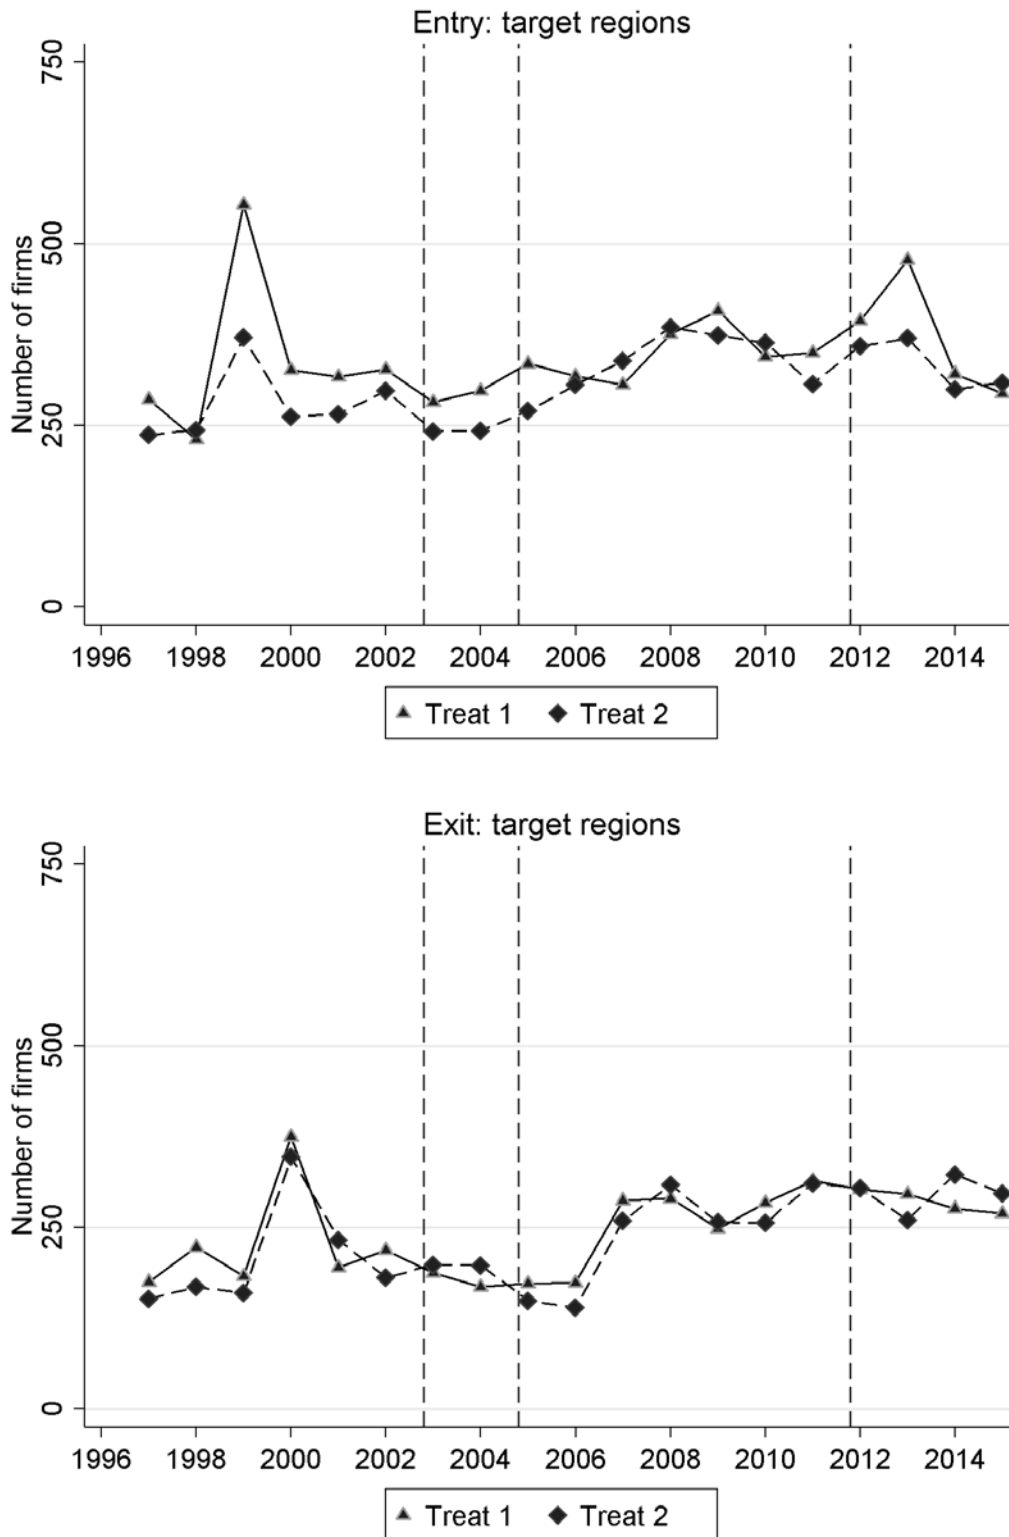 Entry: target regions
750
500
250
0
Number of firms
1996 1998 2000 2002 2004 2006 2008 2010 2012 2014
Treat 1 Treat 2
Exit: target regions
750
500
250
0
Number of firms
1996 1998 2000 2002 2004 2006 2008 2010 2012 2014
Treat 1 Treat 2